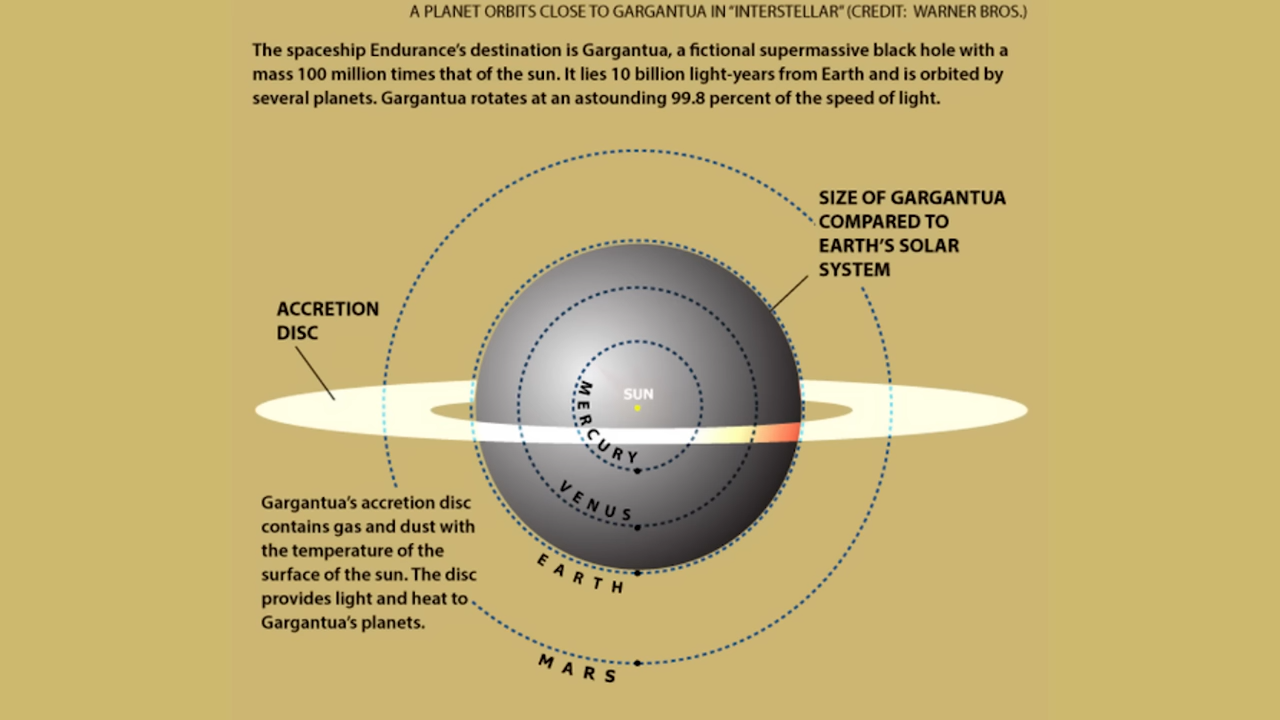 A PLANET ORBITS CLOSE TO GARGANTUA IN "INTERSTELLAR" (CREDIT: WARNER BROS.)
The spaceship Endurance's destination is Gargantua, a fictional supermassive black hole with a
mass 100 million times that of the sun. It lies 10 billion light-years from Earth and is orbited by
several planets. Gargantua rotates at an astounding 99.8 percent of the speed of light.
SIZE OF GARGANTUA
COMPARED TO
EARTH'S SOLAR
SYSTEM
ACCRETION
DISC
SUN
MERCURY
VENUS
EARTH
MARS
Gargantua's accretion disc
contains gas and dust with
the temperature of the
surface of the sun. The disc
provides light and heat to
Gargantua's planets.